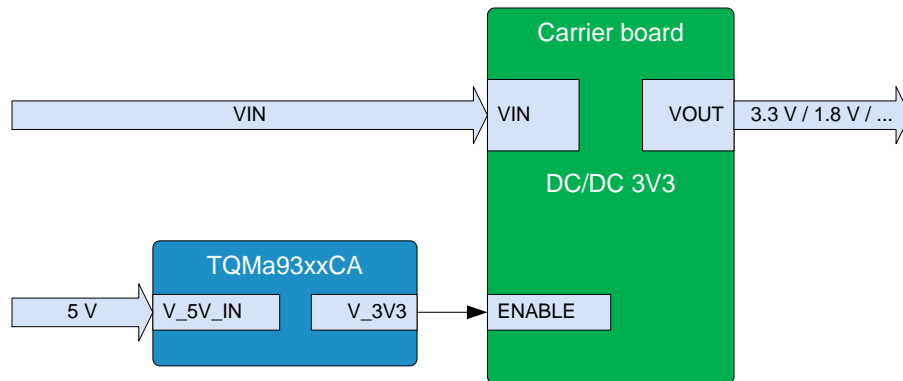 Carrier board
VIN
VIN
VOUT
3.3 V / 1.8 V / ...
DC/DC 3V3
TQMa93xxCA
5 V
V_5V_IN
V_3V3
ENABLE